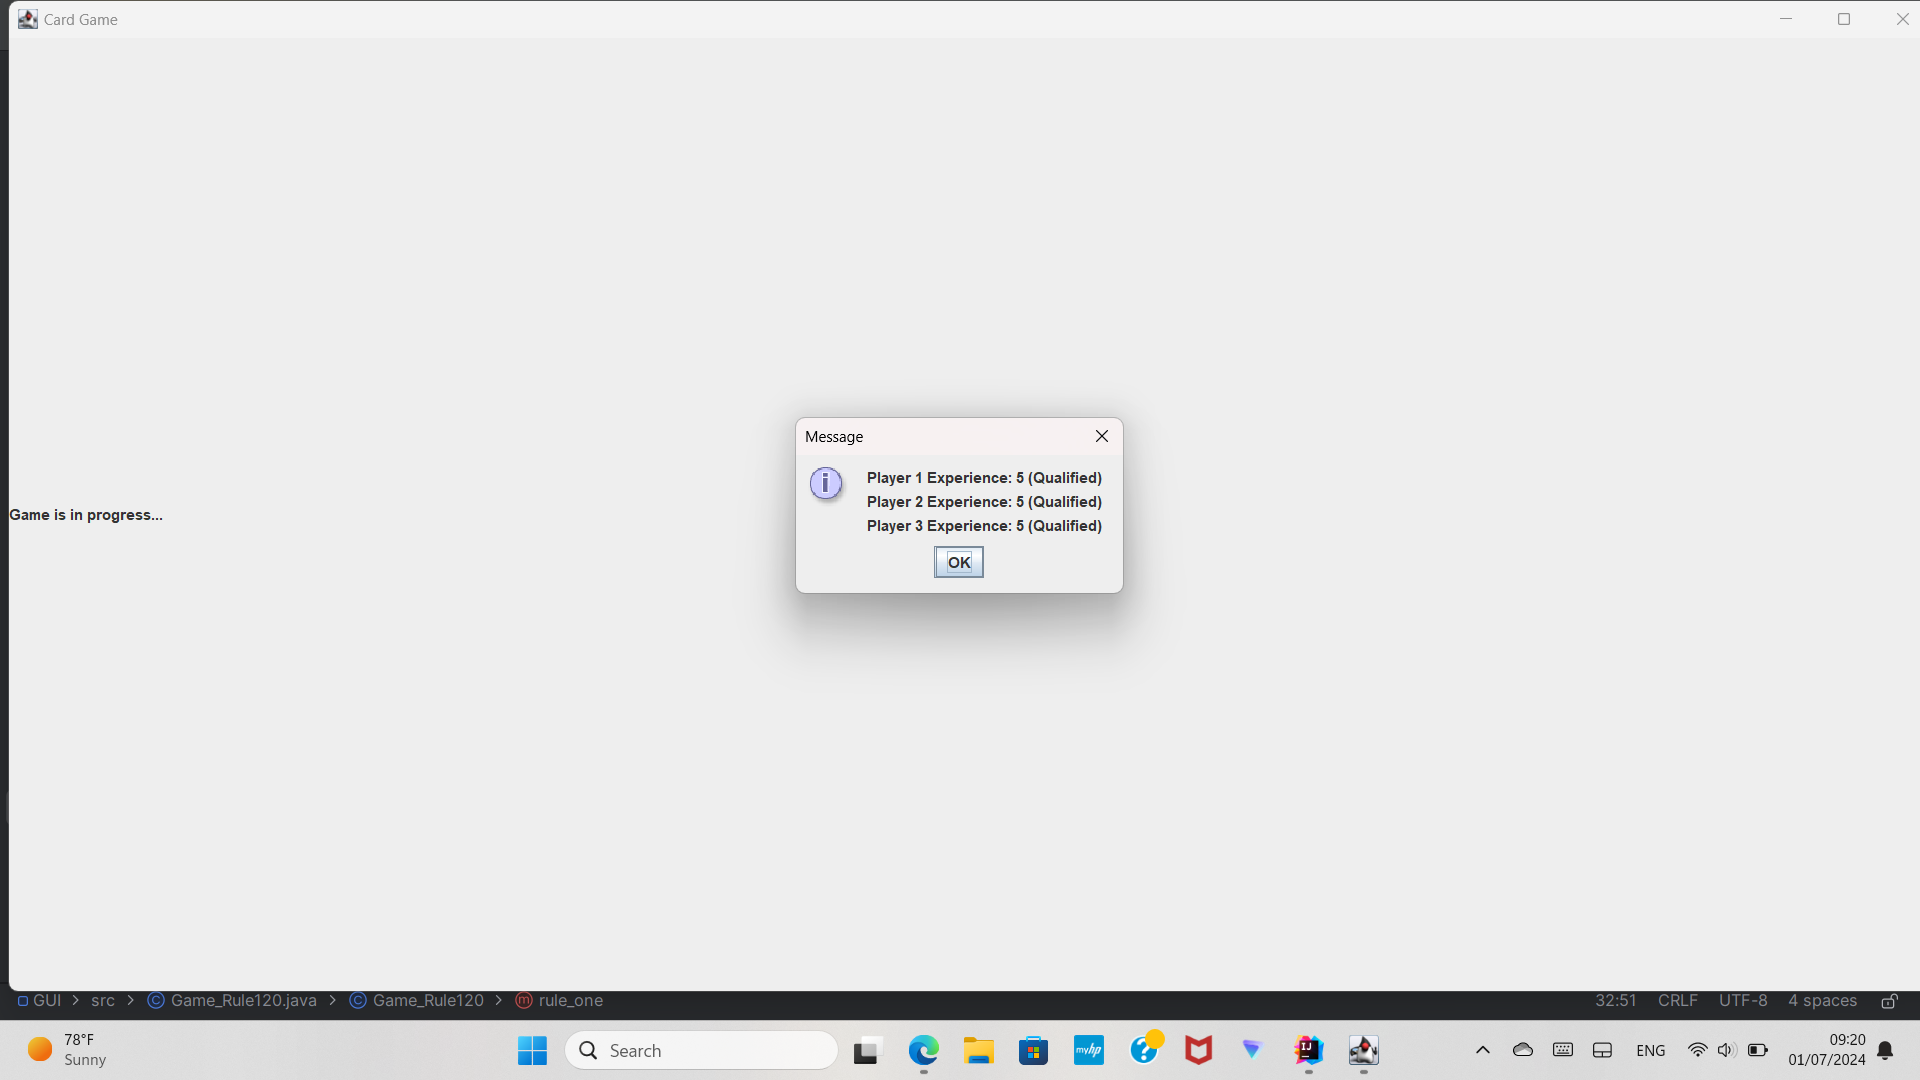 Card Game
Message
Player 1 Experience: 5 (Qualified)
Player 2 Experience: 5 (Qualified)
Player 3 Experience: 5 (Qualified)
OK
Game is in progress...
GUI > src > Game_Rule120.java > Game_Rule120 > rule_one
32:51 CRLF UTF-8 4 spaces
78°F
Sunny
Search
myhp
IJ
ENG
09:20
01/07/2024